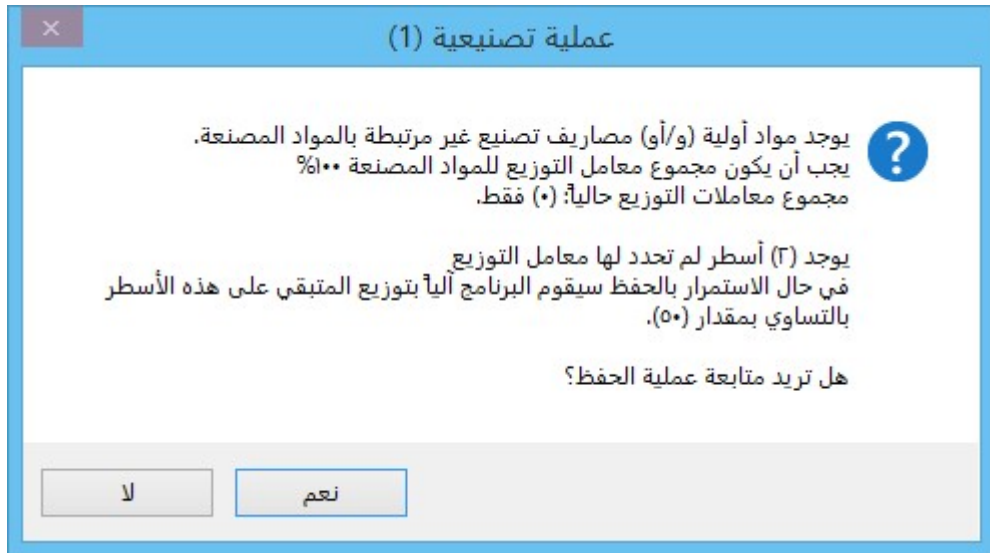 عملية تصنيعية (1)
يوجد مواد أولية (و/أو) مصاريف تصنيع غير مرتبطة بالمواد المصنعة.
يجب أن يكون مجموع معامل التوزيع للمواد المصنعة ١٠٠%
مجموع معاملات التوزيع حالياً: (٠) فقط.
يوجد (٢) أسطر لم تحدد لها معامل التوزيع
في حال الاستمرار بالحفظ سيقوم البرنامج آلياً بتوزيع المتبقي على هذه الأسطر
بالتساوي بمقدار (٥٠).
هل تريد متابعة عملية الحفظ؟
نعم
لا